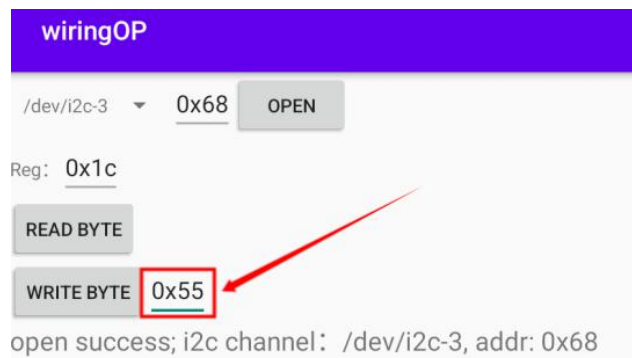 wiringOP
/dev/i2c-3 0x68 OPEN
Reg: 0x1c
READ BYTE
WRITE BYTE 0x55
open success; i2c channel: /dev/i2c-3, addr: 0x68